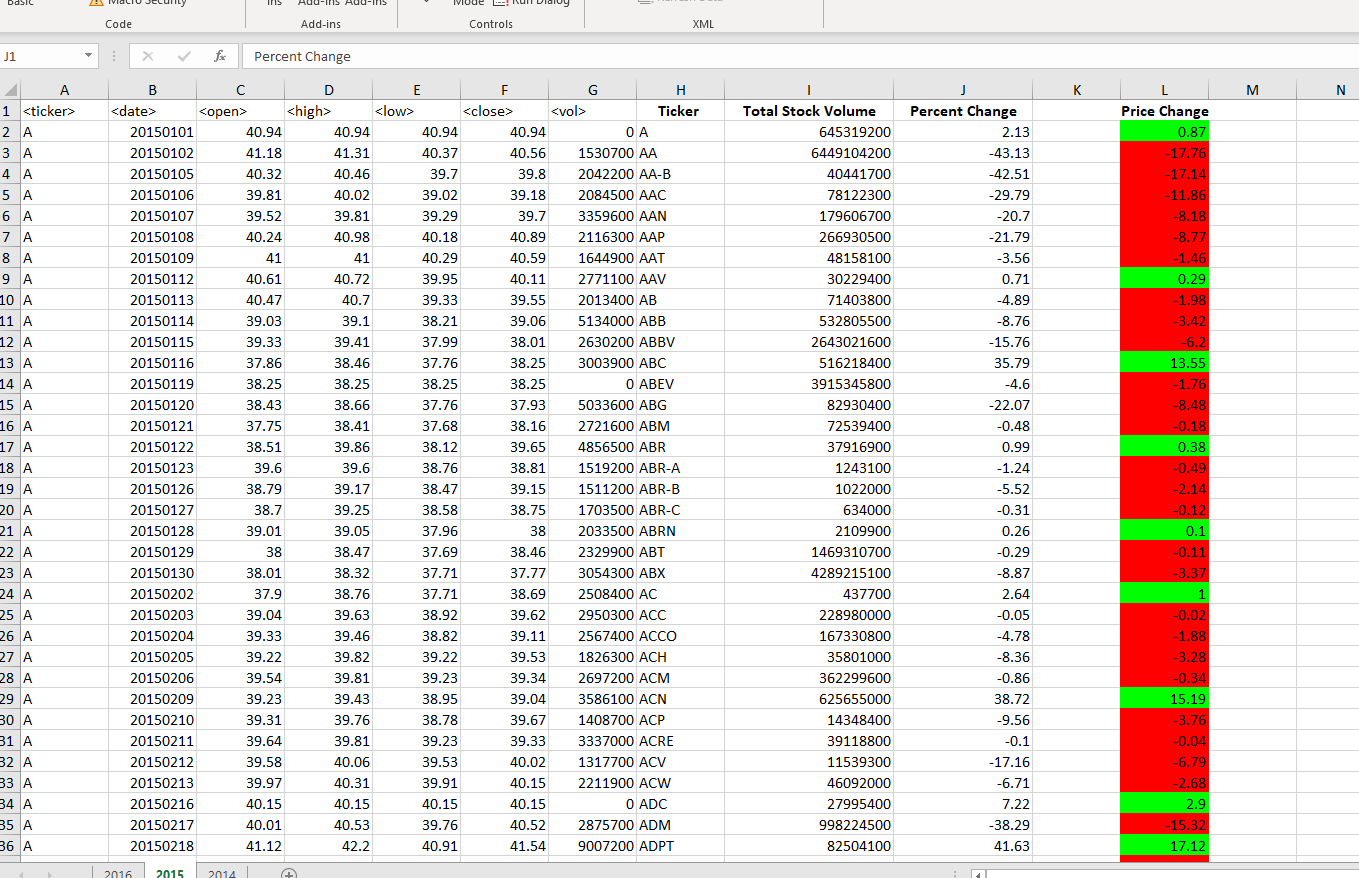 Basic Macro Security Ins Add-ins Add-ins Mode Run Dialog Refresh Data
Code Add-ins Controls XML
J1 fx Percent Change
A B C D E F G H I J K L M N
1 <ticker> <date> <open> <high> <low> <close> <vol> Ticker Total Stock Volume Percent Change Price Change
2 A 20150101 40.94 40.94 40.94 40.94 0 A 645319200 2.13 0.87
3 A 20150102 41.18 41.31 40.37 40.56 1530700 AA 6449104200 -43.13 -17.76
4 A 20150105 40.32 40.46 39.7 39.8 2042200 AA-B 40441700 -42.51 -17.14
5 A 20150106 39.81 40.02 39.02 39.18 2084500 AAC 78122300 -29.79 -11.86
6 A 20150107 39.52 39.81 39.29 39.7 3359600 AAN 179606700 -20.7 -8.18
7 A 20150108 40.24 40.98 40.18 40.89 2116300 AAP 266930500 -21.79 -8.77
8 A 20150109 41 41 40.29 40.59 1644900 AAT 48158100 -3.56 -1.46
9 A 20150112 40.61 40.72 39.95 40.11 2771100 AAV 30229400 0.71 0.29
10 A 20150113 40.47 40.7 39.33 39.55 2013400 AB 71403800 -4.89 -1.98
11 A 20150114 39.03 39.1 38.21 39.06 5134000 ABB 532805500 -8.76 -3.42
12 A 20150115 39.33 39.41 37.99 38.01 2630200 ABBV 2643021600 -15.76 -6.2
13 A 20150116 37.86 38.46 37.76 38.25 3003900 ABC 516218400 35.79 13.55
14 A 20150119 38.25 38.25 38.25 38.25 0 ABEV 3915345800 -4.6 -1.76
15 A 20150120 38.43 38.66 37.76 37.93 5033600 ABG 82930400 -22.07 -8.48
16 A 20150121 37.75 38.41 37.68 38.16 2721600 ABM 72539400 -0.48 -0.18
17 A 20150122 38.51 39.86 38.12 39.65 4856500 ABR 37916900 0.99 0.38
18 A 20150123 39.6 39.6 38.76 38.81 1519200 ABR-A 1243100 -1.24 -0.49
19 A 20150126 38.79 39.17 38.47 39.15 1511200 ABR-B 1022000 -5.52 -2.14
20 A 20150127 38.7 39.25 38.58 38.75 1703500 ABR-C 634000 -0.31 -0.12
21 A 20150128 39.01 39.05 37.96 38 2033500 ABRN 2109900 0.26 0.1
22 A 20150129 38 38.47 37.69 38.46 2329900 ABT 1469310700 -0.29 -0.11
23 A 20150130 38.01 38.32 37.71 37.77 3054300 ABX 4289215100 -8.87 -3.37
24 A 20150202 37.9 38.76 37.71 38.69 2508400 AC 437700 2.64 1
25 A 20150203 39.04 39.63 38.92 39.62 2950300 ACC 228980000 -0.05 -0.02
26 A 20150204 39.33 39.46 38.82 39.11 2567400 ACCO 167330800 -4.78 -1.88
27 A 20150205 39.22 39.82 39.22 39.53 1826300 ACH 35801000 -8.36 -3.28
28 A 20150206 39.54 39.81 39.23 39.34 2697200 ACM 362299600 -0.86 -0.34
29 A 20150209 39.23 39.43 38.95 39.04 3586100 ACN 625655000 38.72 15.19
30 A 20150210 39.31 39.76 38.78 39.67 1408700 ACP 14348400 -9.56 -3.76
31 A 20150211 39.64 39.81 39.23 39.33 3337000 ACRE 39118800 -0.1 -0.04
32 A 20150212 39.58 40.06 39.53 40.02 1317700 ACV 11539300 -17.16 -6.79
33 A 20150213 39.97 40.31 39.91 40.15 2211900 ACW 46092000 -6.71 -2.68
34 A 20150216 40.15 40.15 40.15 40.15 0 ADC 27995400 7.22 2.9
35 A 20150217 40.01 40.53 39.76 40.52 2875700 ADM 998224500 -38.29 -15.32
36 A 20150218 41.12 42.2 40.91 41.54 9007200 ADPT 82504100 41.63 17.12
2016 2015 2014